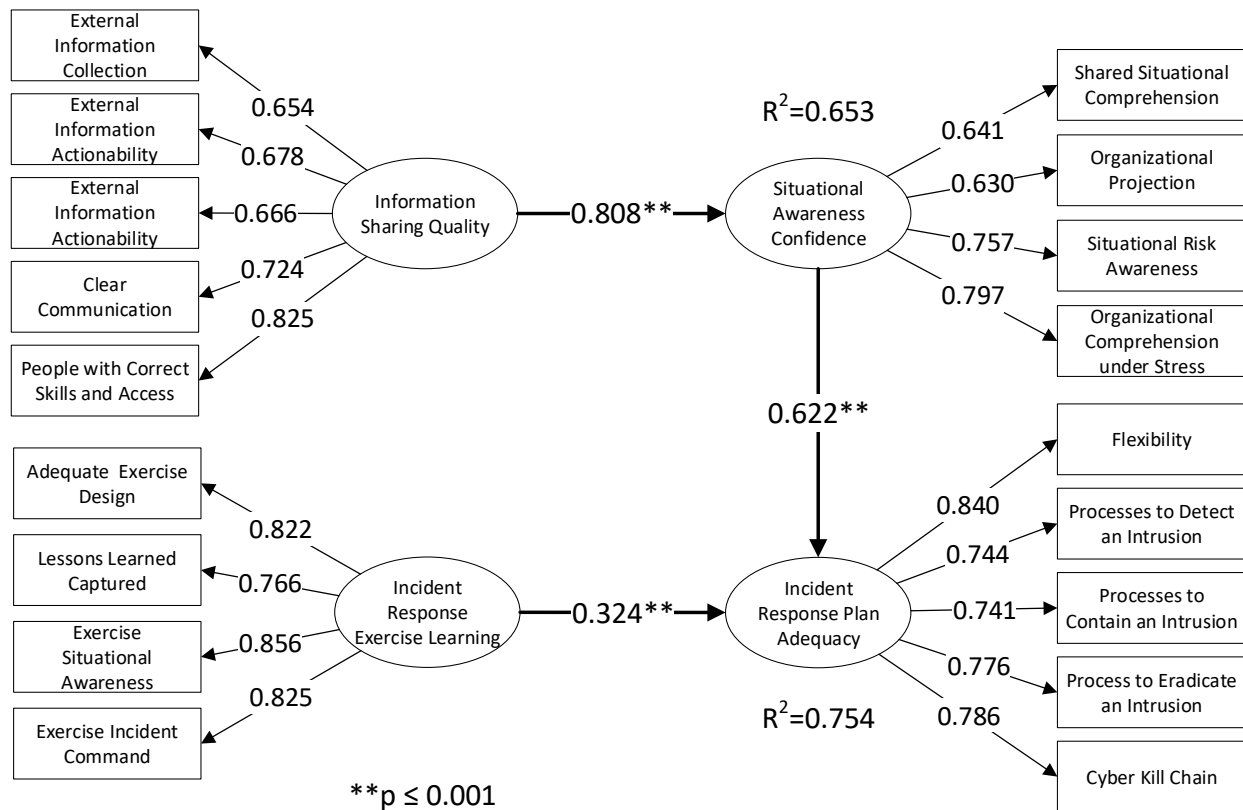 External
Information
Collection
0.654
External
Information
Actionability
0.678
External
Information
Actionability
0.666
Clear
Communication
0.724
People with Correct
Skills and Access
0.825
Information
Sharing Quality
0.808**
R²=0.653
Situational
Awareness
Confidence
0.641
Shared Situational
Comprehension
0.630
Organizational
Projection
0.757
Situational Risk
Awareness
0.797
Organizational
Comprehension
under Stress
0.622**
Adequate Exercise
Design
0.822
Lessons Learned
Captured
0.766
Exercise
Situational
Awareness
0.856
Exercise Incident
Command
0.825
Incident
Response
Exercise Learning
0.324**
Incident
Response Plan
Adequacy
R²=0.754
0.840
Flexibility
0.744
Processes to Detect
an Intrusion
0.741
Processes to
Contain an Intrusion
0.776
Process to Eradicate
an Intrusion
0.786
Cyber Kill Chain
**p ≤ 0.001